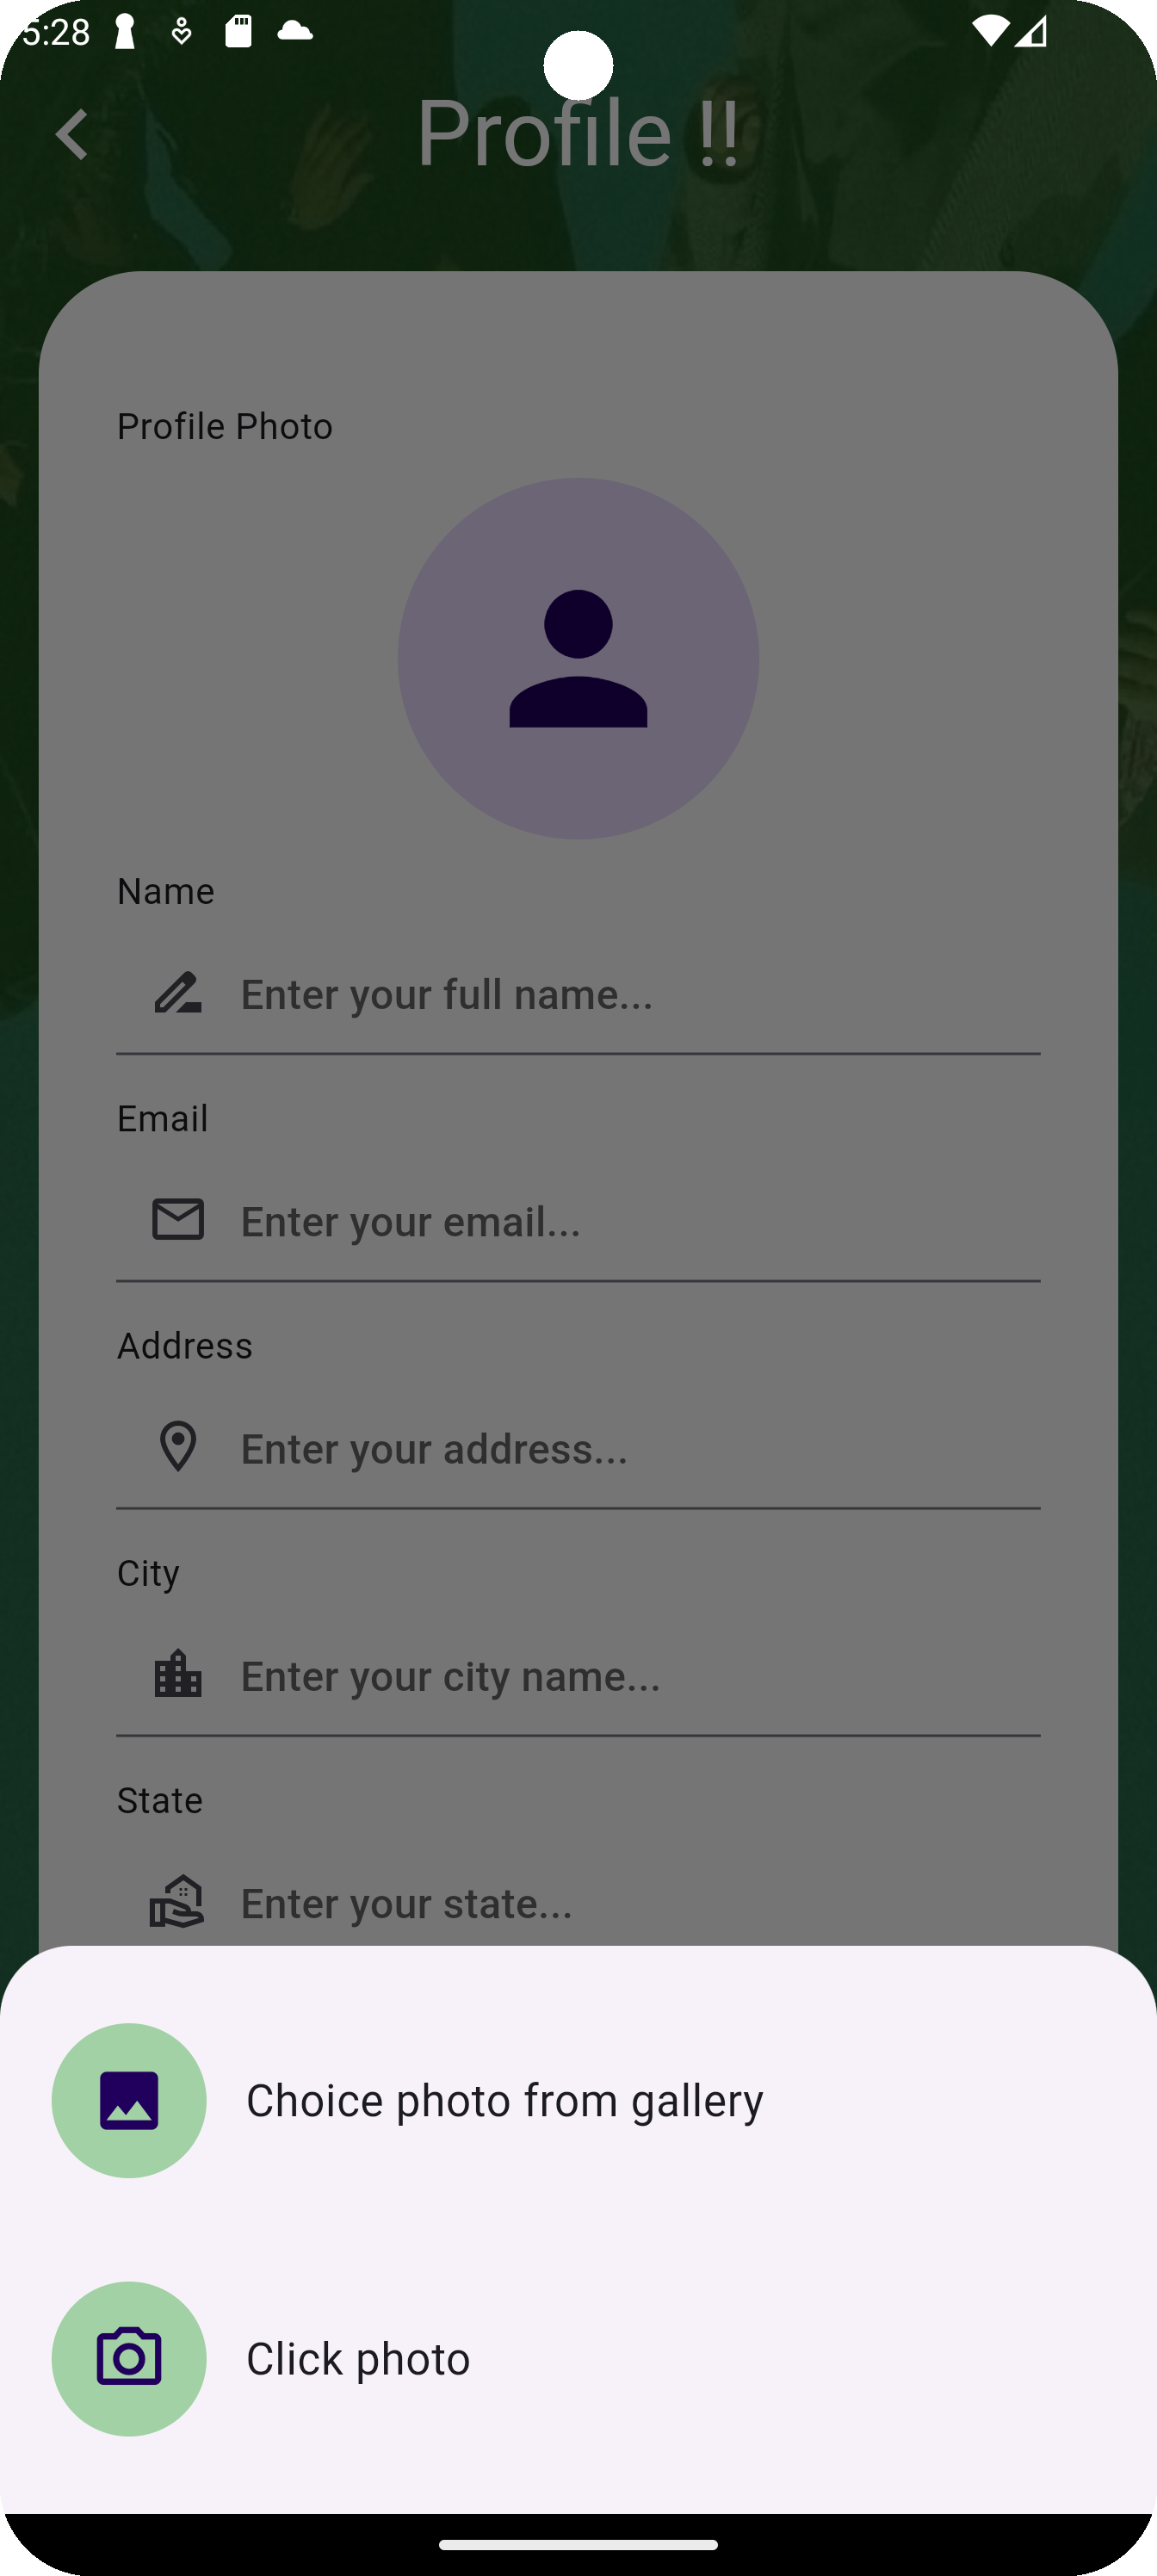 5:28
Profile !!
Profile Photo
Name
Enter your full name...
Email
Enter your email...
Address
Enter your address...
City
Enter your city name...
State
Enter your state...
Choice photo from gallery
Click photo